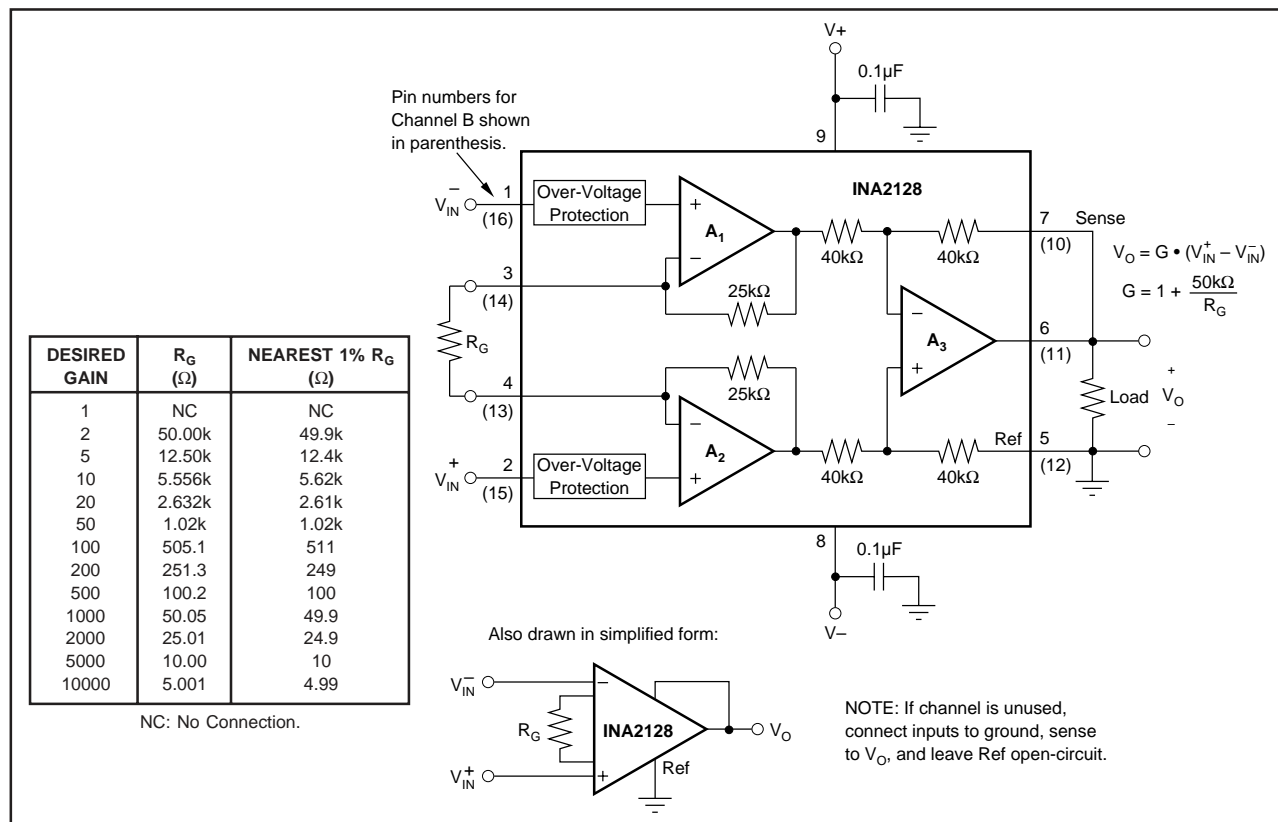 V+
0.1µF
Pin numbers for
Channel B shown
in parenthesis.
9
INA2128
V–IN
1
(16)
Over-Voltage
Protection
+
A1
–
40kΩ
40kΩ
7
(10)
Sense
VO = G • (V+IN – V–IN)
G = 1 + 50kΩ
RG
3
(14)
25kΩ
RG
–
A3
+
6
(11)
4
(13)
25kΩ
–
A2
+
Load
+
VO
–
V+IN
2
(15)
Over-Voltage
Protection
40kΩ
40kΩ
Ref
5
(12)
8
0.1µF
V–
DESIRED GAIN	RG (Ω)	NEAREST 1% RG (Ω)
1	NC	NC
2	50.00k	49.9k
5	12.50k	12.4k
10	5.556k	5.62k
20	2.632k	2.61k
50	1.02k	1.02k
100	505.1	511
200	251.3	249
500	100.2	100
1000	50.05	49.9
2000	25.01	24.9
5000	10.00	10
10000	5.001	4.99
NC: No Connection.
Also drawn in simplified form:
V–IN
–
RG
INA2128
VO
V+IN
+
Ref
NOTE: If channel is unused,
connect inputs to ground, sense
to VO, and leave Ref open-circuit.